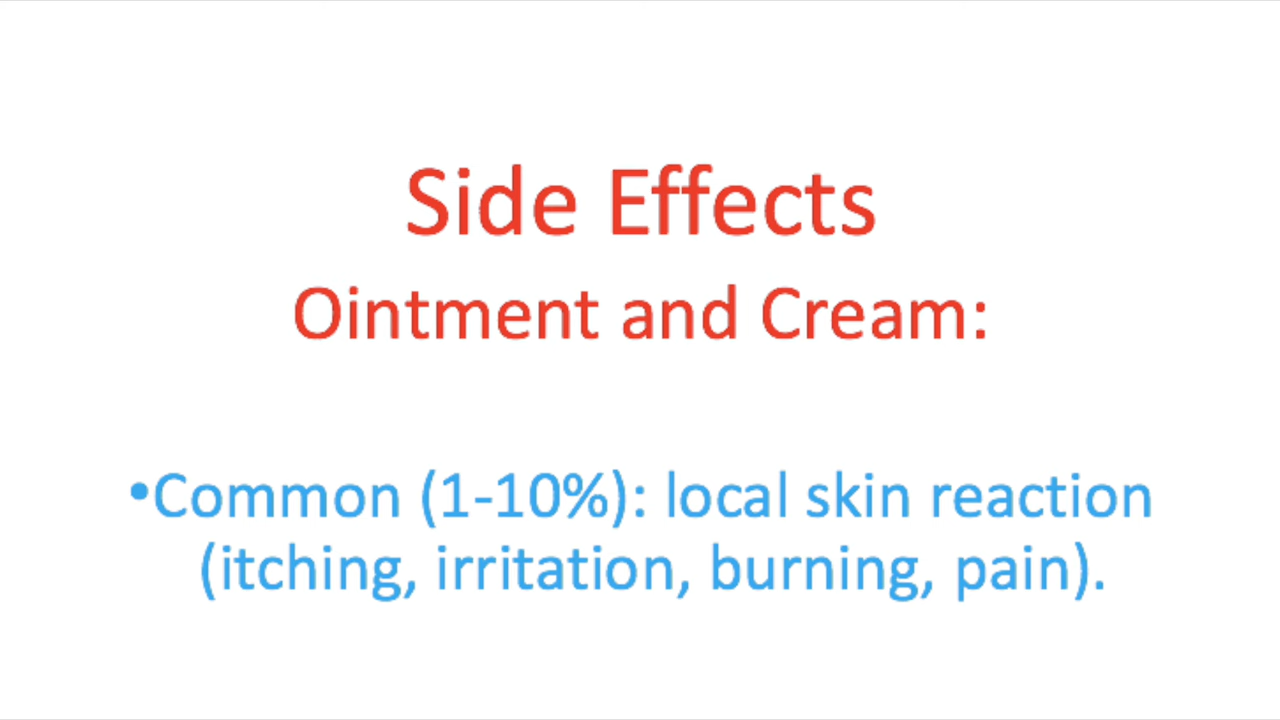 Side Effects
Ointment and Cream:
•Common (1-10%): local skin reaction
(itching, irritation, burning, pain).